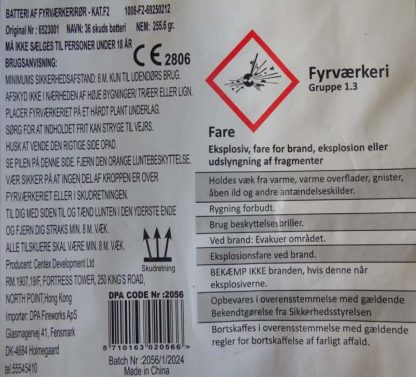 BATTERI AF FYRVÆRKERIRØR - KAT.F2 1008-F2-69250212
Original Nr : 6523001 NAVN: 36 skuds batteri NEM: 255.6 gr.
MÅ IKKE SÆLGES TIL PERSONER UNDER 18 ÅR
BRUGSANVISNING:
CE 2806
MINIMUMS SIKKERHEDSAFSTAND: 8 M. KUN TIL UDENDØRS BRUG.
AFSKYD IKKE I NÆRHEDEN AF HØJE BYGNINGER/ TRÆER ELLER LIGN.
PLACER FYRVÆRKERIET PÅ ET HÅRDT PLANT UNDERLAG.
SØRG FOR AT INDHOLDET FRIT KAN STRYGE TIL VEJRS.
HUSK AT VENDE DEN RIGTIGE SIDE OPAD.
SE PILEN PÅ DENNE SIDE. FJERN DEN ORANGE LUNTEBESKYTTELSE.
VÆR SIKKER PÅ AT INGEN DEL AF KROPPEN ER OVER
FYRVÆRKERIET ELLER I SKUDRETNINGEN.
TIL DIG MED SIDEN TIL OG TÆND LUNTEN I DEN YDERSTE ENDE
OG FJERN DIG STRAKS MIN. 8 M. VÆK.
ALLE TILSKUERE SKAL VÆRE MIN. 8 M. VÆK.
Producent: Centex Development Ltd
RM.1907,19/F, FORTRESS TOWER, 250 KING'S ROAD,
NORTH POINT,Hong Kong
Importør: DPA Fireworks ApS
Glasmagervej 41, Fensmark
DK-4684 Holmegaard
tel.:55545410
Skudretning
DPA CODE Nr :2056
5 710163 020566 >
Batch Nr :2056/1/2024
Made in China
Fyrværkeri
Gruppe 1.3
Fare
Eksplosiv, fare for brand, eksplosion eller
udslyngning af fragmenter
Holdes væk fra varme, varme overflader, gnister,
åben ild og andre antændelseskilder.
Rygning forbudt.
Brug beskyttelsesbriller.
Ved brand: Evakuer området.
Eksplosionsfare ved brand.
BEKÆMP IKKE branden, hvis denne når
eksplosiverne.
Opbevares i overensstemmelse med gældende
Bekendtgørelse fra Sikkerhedsstyrelsen
Bortskaffes i overensstemmelse med gældende
regler for bortskaffelse af farligt affald.